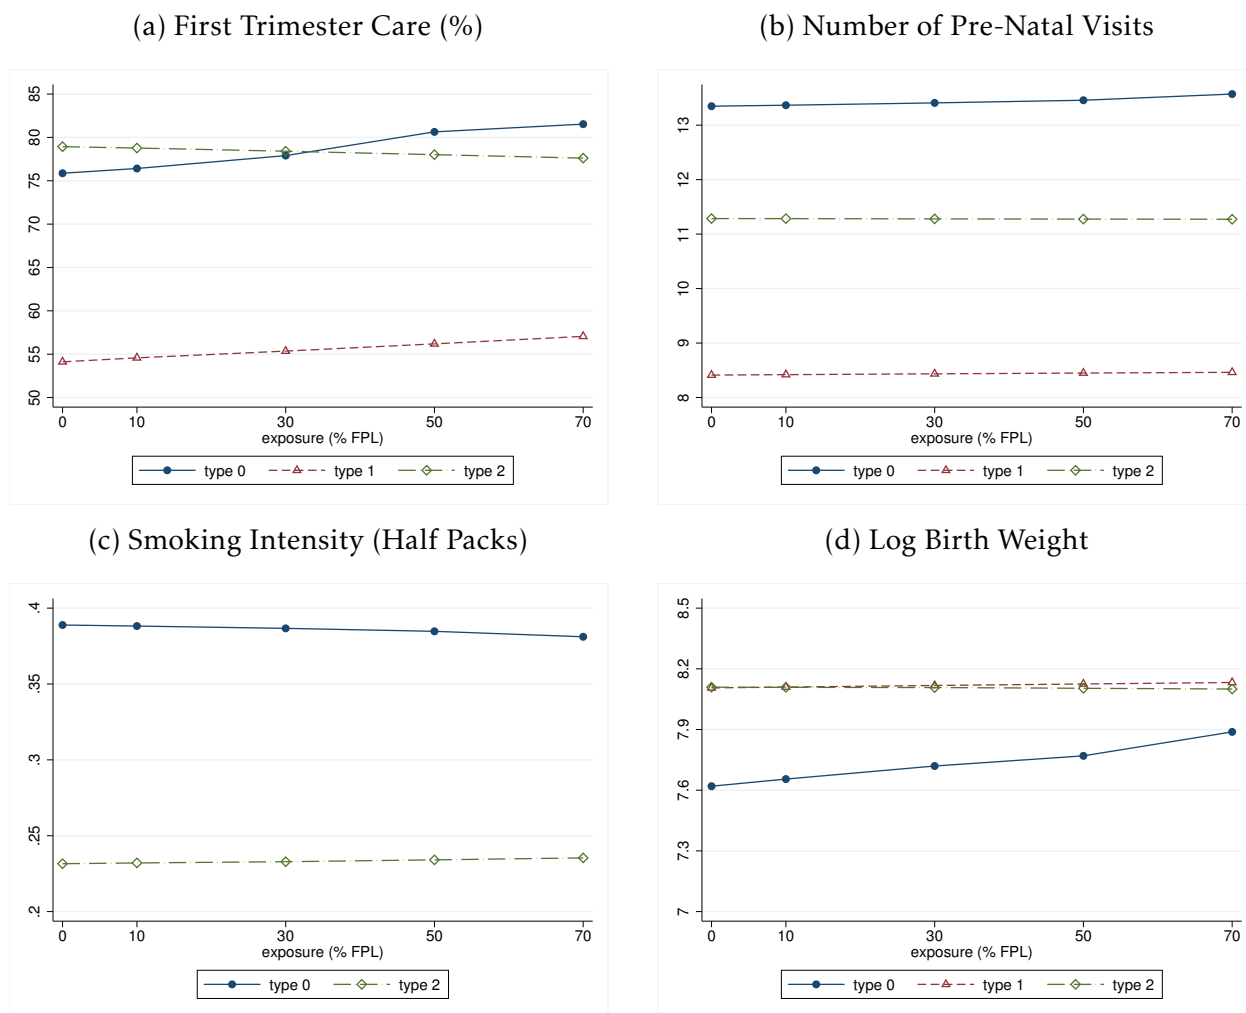 (a) First Trimester Care (%)
85
80
75
70
65
60
55
50
0 10 30 50 70
exposure (% FPL)
type 0 type 1 type 2
(b) Number of Pre-Natal Visits
13
12
11
10
9
8
0 10 30 50 70
exposure (% FPL)
type 0 type 1 type 2
(c) Smoking Intensity (Half Packs)
.4
.35
.3
.25
.2
0 10 30 50 70
exposure (% FPL)
type 0 type 2
(d) Log Birth Weight
8.5
8.2
7.9
7.6
7.3
7
0 10 30 50 70
exposure (% FPL)
type 0 type 1 type 2